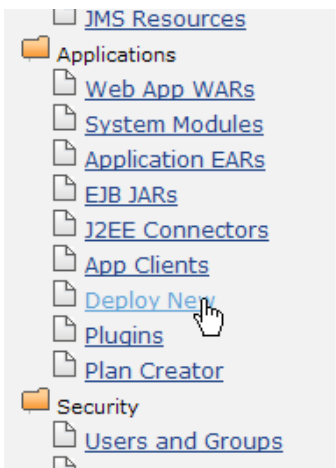 JMS Resources
Applications
Web App WARs
System Modules
Application EARs
EJB JARs
J2EE Connectors
App Clients
Deploy New
Plugins
Plan Creator
Security
Users and Groups